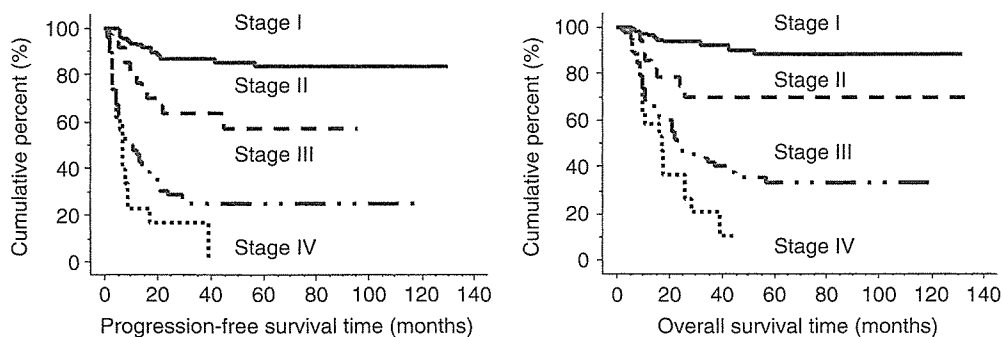 Cumulative percent (%)
100
80
60
40
20
0
Stage I
Stage II
Stage III
Stage IV
0 20 40 60 80 100 120 140
Progression-free survival time (months)
Cumulative percent (%)
100
80
60
40
20
0
Stage I
Stage II
Stage III
Stage IV
0 20 40 60 80 100 120 140
Overall survival time (months)